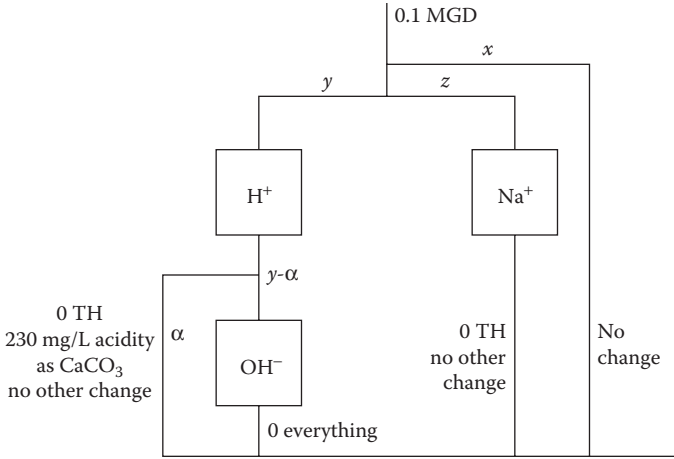 0.1 MGD
x
y
z
H⁺
Na⁺
y-α
0 TH
230 mg/L acidity
as CaCO₃
no other change
α
OH⁻
0 TH
no other
change
No
change
0 everything